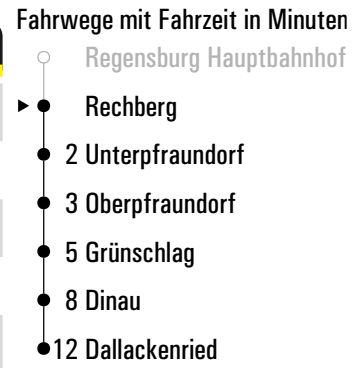 Fahrwege mit Fahrzeit in Minuten
Regensburg Hauptbahnhof
Rechberg
2 Unterpfraundorf
3 Oberpfraundorf
5 Grünschlag
8 Dinau
12 Dallackenried